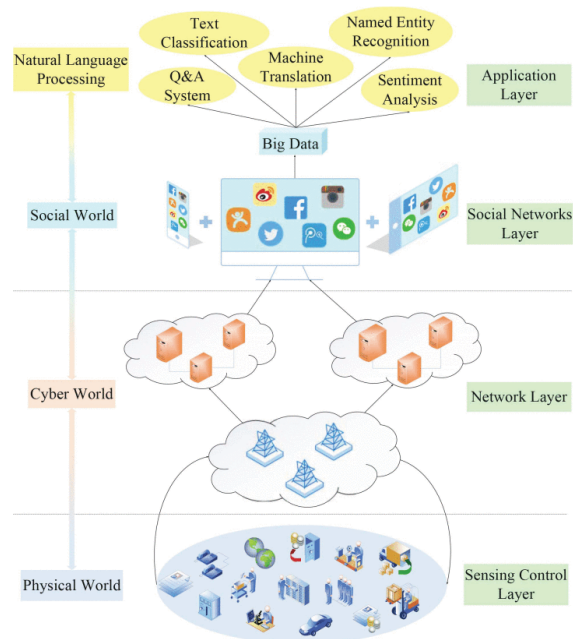 Text
Classification
Named Entity
Recognition
Natural Language
Processing
Machine
Translation
Q&A
System
Sentiment
Analysis
Application
Layer
Big Data
Social World
Social Networks
Layer
Cyber World
Network Layer
Physical World
Sensing Control
Layer